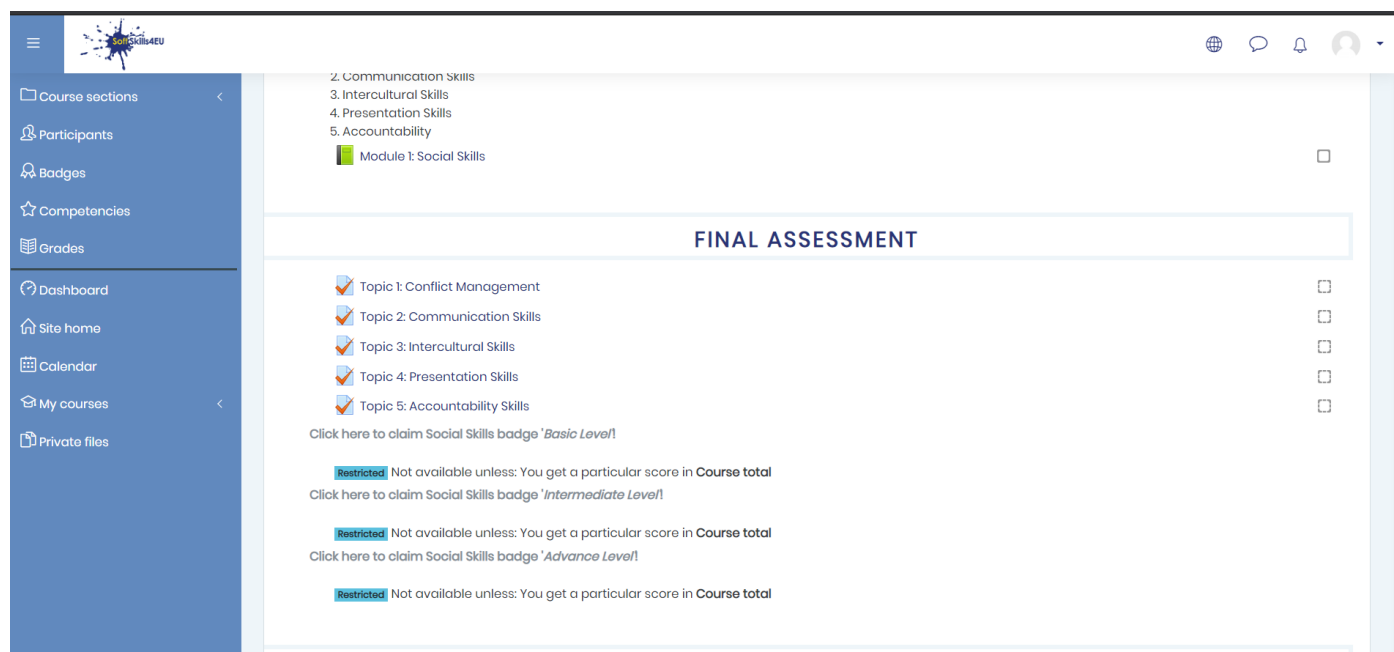 SoftSkills4EU
2. Communication Skills
3. Intercultural Skills
4. Presentation Skills
5. Accountability
Module 1: Social Skills
Course sections
Participants
Badges
Competencies
Grades
Dashboard
Site home
Calendar
My courses
Private files
FINAL ASSESSMENT
Topic 1: Conflict Management
Topic 2: Communication Skills
Topic 3: Intercultural Skills
Topic 4: Presentation Skills
Topic 5: Accountability Skills
Click here to claim Social Skills badge 'Basic Level'!
Restricted Not available unless: You get a particular score in Course total
Click here to claim Social Skills badge 'Intermediate Level'!
Restricted Not available unless: You get a particular score in Course total
Click here to claim Social Skills badge 'Advance Level'!
Restricted Not available unless: You get a particular score in Course total